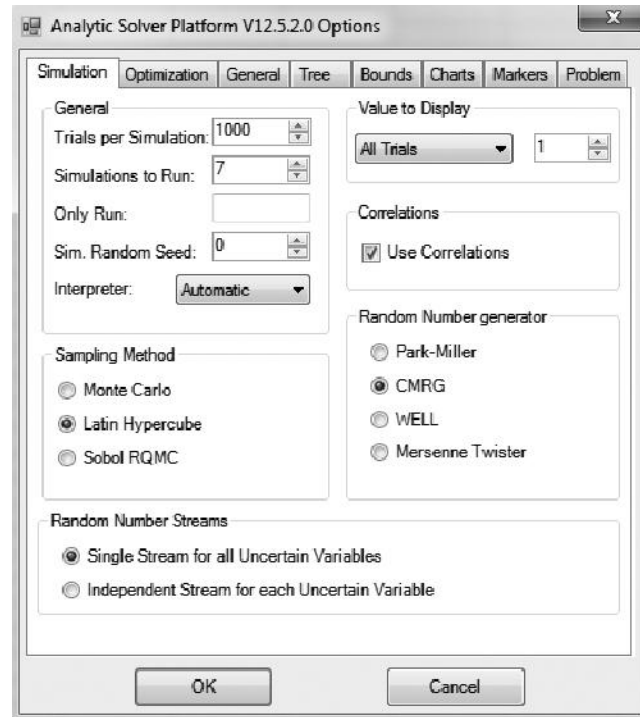 Analytic Solver Platform V12.5.2.0 Options
Simulation Optimization General Tree Bounds Charts Markers Problem
General
Trials per Simulation: 1000
Simulations to Run: 7
Only Run:
Sim. Random Seed: 0
Interpreter: Automatic
Value to Display
All Trials 1
Correlations
Use Correlations
Sampling Method
Monte Carlo
Latin Hypercube
Sobol RQMC
Random Number generator
Park-Miller
CMRG
WELL
Mersenne Twister
Random Number Streams
Single Stream for all Uncertain Variables
Independent Stream for each Uncertain Variable
OK Cancel